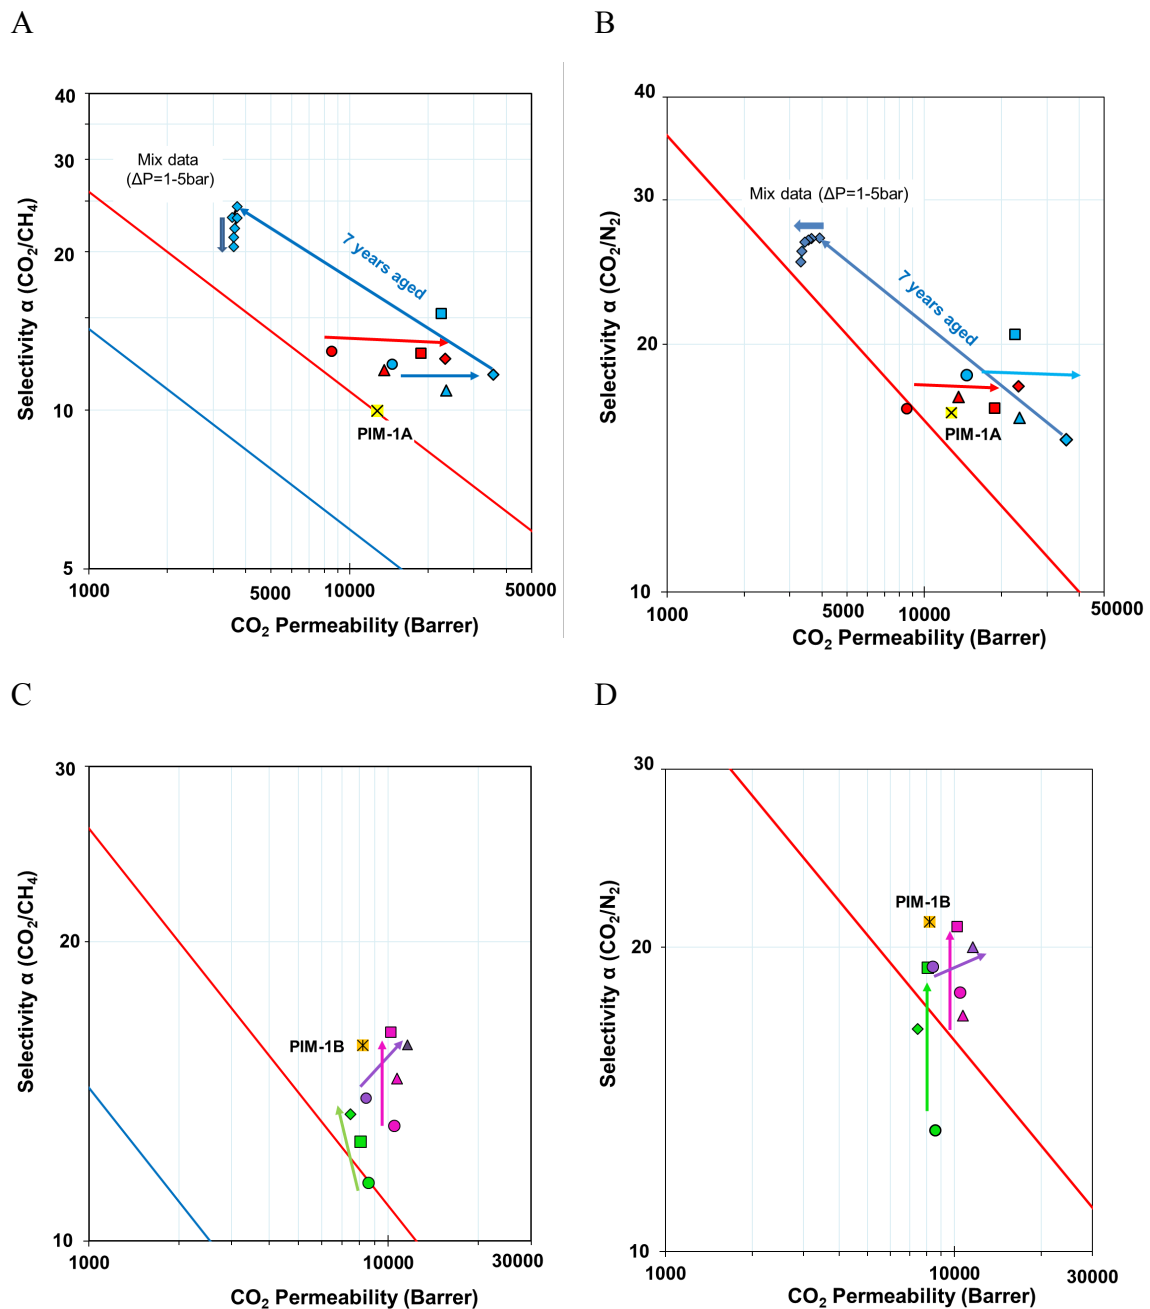 A
40
30
20
10
5
Selectivity α (CO₂/CH₄)
Mix data
(ΔP=1-5bar)
7 years aged
PIM-1A
1000
5000
10000
50000
CO₂ Permeability (Barrer)
B
40
30
20
10
Selectivity α (CO₂/N₂)
Mix data (ΔP=1-5bar)
7 years aged
PIM-1A
1000
5000
10000
50000
CO₂ Permeability (Barrer)
C
30
20
10
Selectivity α (CO₂/CH₄)
PIM-1B
1000
10000
30000
CO₂ Permeability (Barrer)
D
30
20
10
Selectivity α (CO₂/N₂)
PIM-1B
1000
10000
30000
CO₂ Permeability (Barrer)